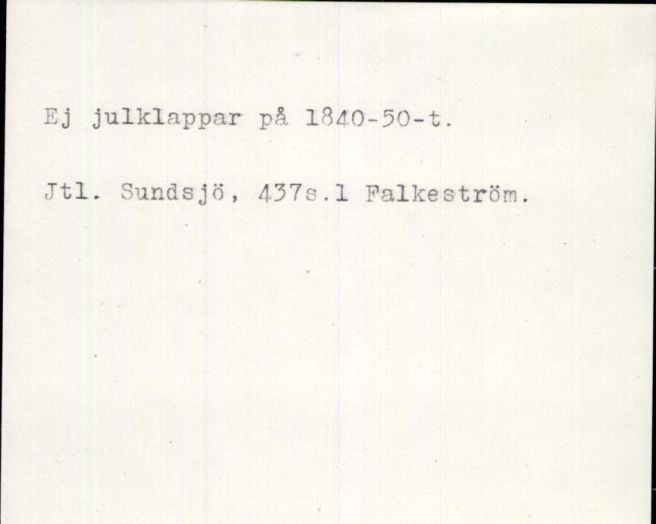 Ej julklappar på 1840-50-t.
Jtl. Sundsjö, 437s.1 Falkeström.